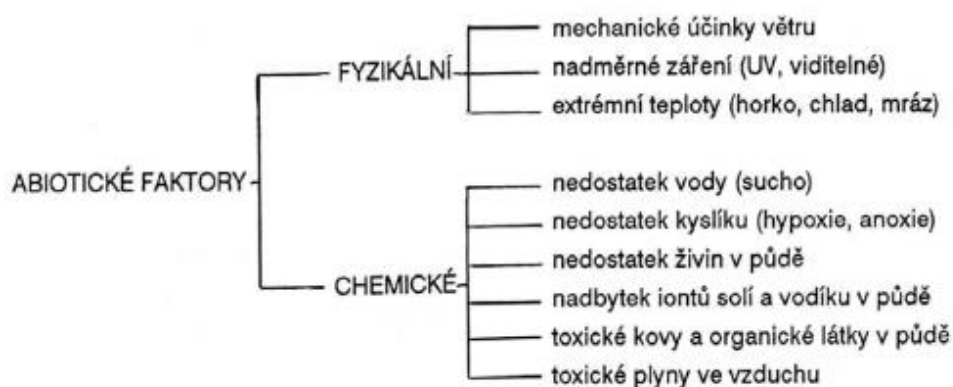 ABIOTICKÉ FAKTORY
FYZIKÁLNÍ
mechanické účinky větru
nadměrné záření (UV, viditelné)
extrémní teploty (horko, chlad, mráz)
CHEMICKÉ
nedostatek vody (sucho)
nedostatek kyslíku (hypoxie, anoxie)
nedostatek živin v půdě
nadbytek iontů solí a vodíku v půdě
toxické kovy a organické látky v půdě
toxické plyny ve vzduchu